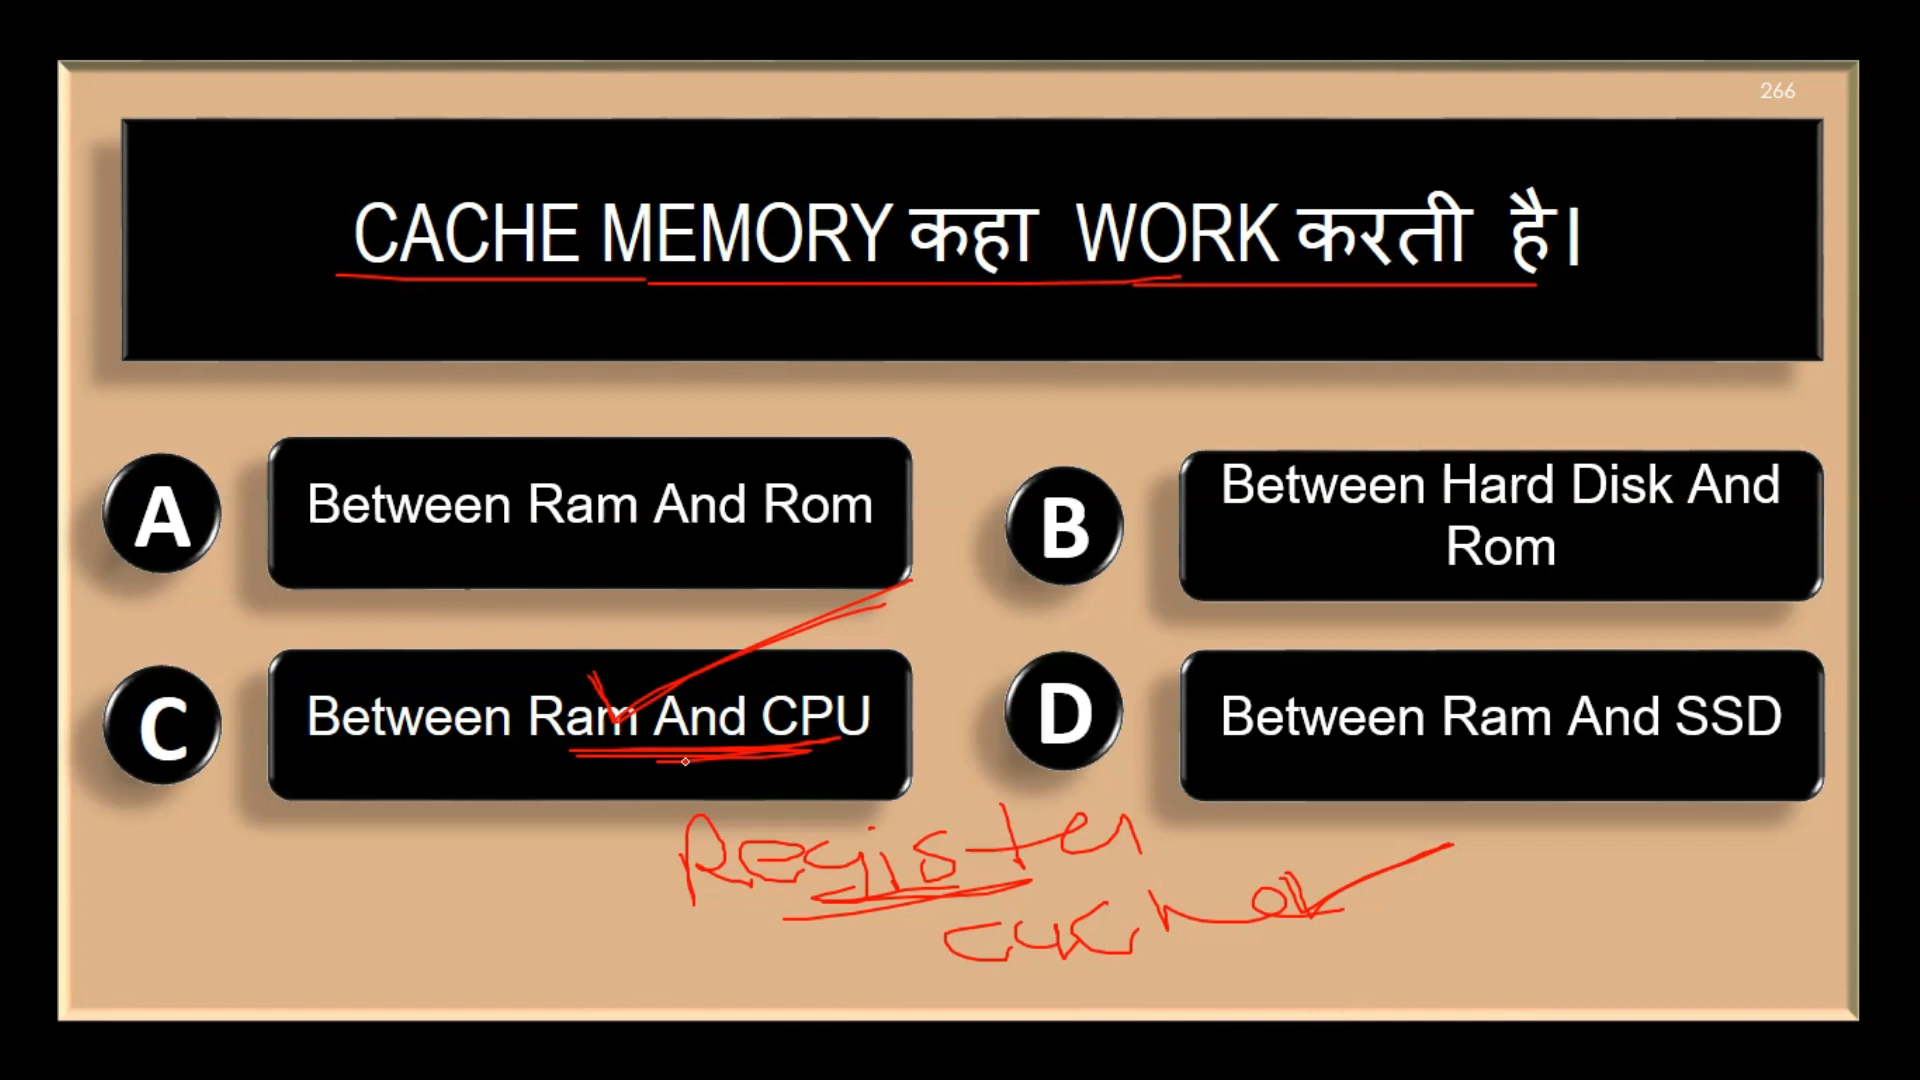 266
CACHE MEMORY कहा WORK करती है।
A
Between Ram And Rom
B
Between Hard Disk And
Rom
C
Between Ram And CPU
D
Between Ram And SSD
Register